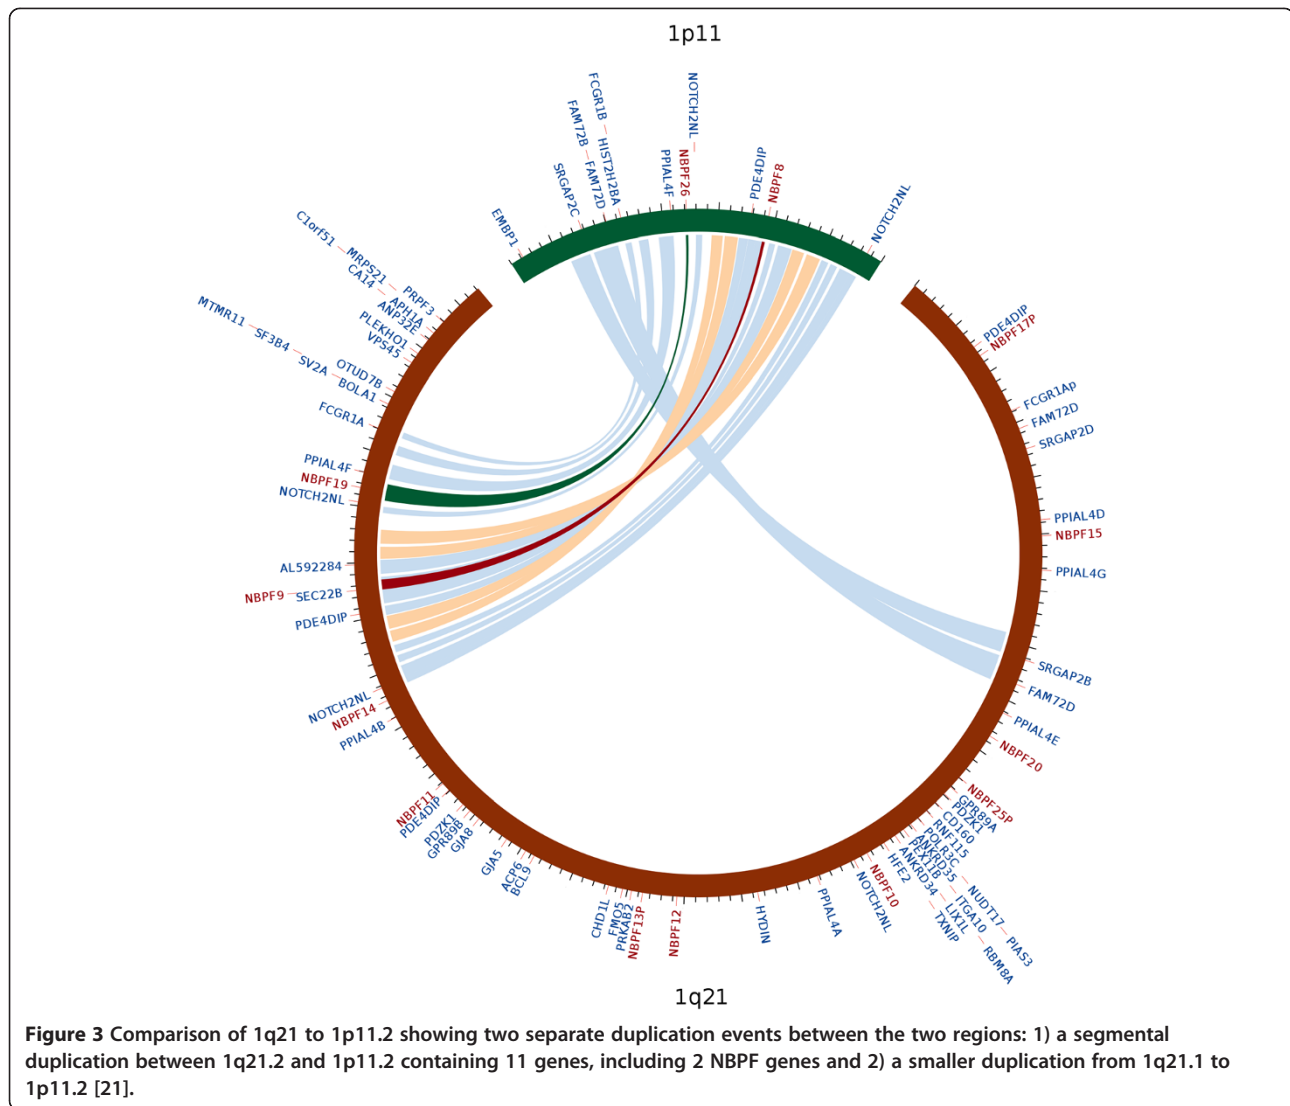 1p11
EMBP1
SRGAP2C
FAM72B
FAM72D
FCGR1B
HIST2H2BA
PPIAL4F
NBPF26
NOTCH2NL
PDE4DIP
NBPF8
NOTCH2NL
PDE4DIP
NBPF17P
FCGR1Ap
FAM72D
SRGAP2D
PPIAL4D
NBPF15
PPIAL4G
SRGAP2B
FAM72D
PPIAL4E
NBPF20
NBPF25P
GPR89A
PDZK1
CD160
RNF115
POLR3C
NUDT17
PIAS3
ANKRD35
ITGA10
RBM8A
PEX11B
LIX1L
ANKRD34
TXNIP
HFE2
NBPF10
NOTCH2NL
PPIAL4A
HYDIN
NBPF12
NBPF13P
PRKAB2
FMO5
CHD1L
BCL9
ACP6
GJA5
GJA8
GPR89B
PDZK1
PDE4DIP
NBPF11
PPIAL4B
NBPF14
NOTCH2NL
PDE4DIP
NBPF9
SEC22B
AL592284
NOTCH2NL
NBPF19
PPIAL4F
FCGR1A
BOLA1
SV2A
SF3B4
MTMR11
OTUD7B
VPS45
PLEKHO1
ANP32E
CA14
APH1A
MRPS21
C1orf51
PRPF3
1q21
Figure 3 Comparison of 1q21 to 1p11.2 showing two separate duplication events between the two regions: 1) a segmental
duplication between 1q21.2 and 1p11.2 containing 11 genes, including 2 NBPF genes and 2) a smaller duplication from 1q21.1 to
1p11.2 [21].